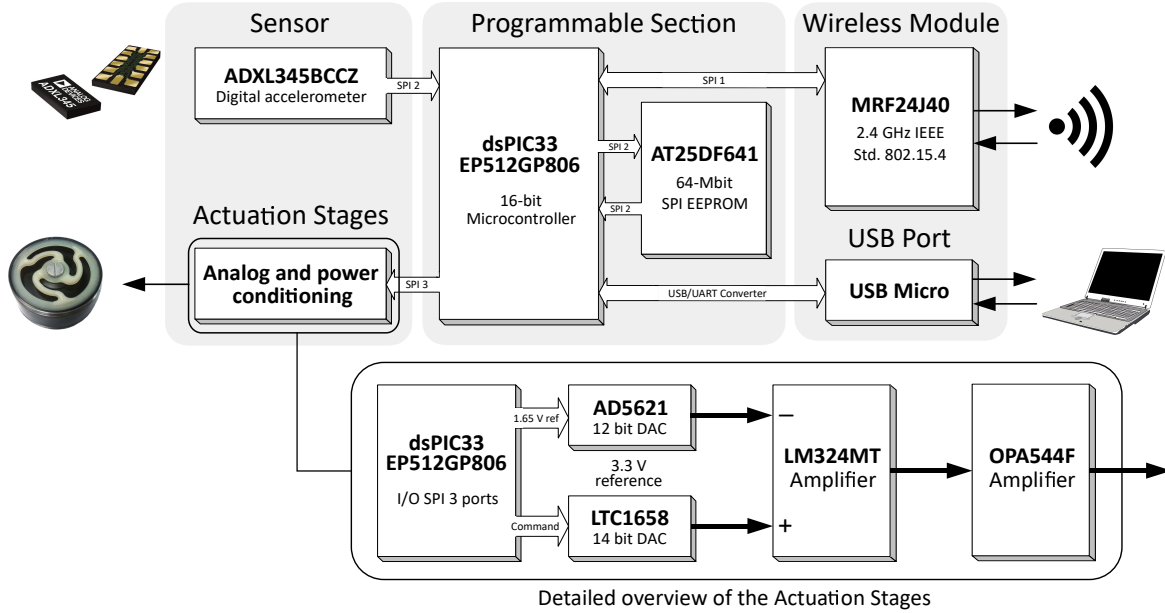 Sensor
Programmable Section
Wireless Module
ANALOG
DEVICES
ADXL345
ADXL345BCCZ
Digital accelerometer
SPI 2
dsPIC33
EP512GP806
16-bit
Microcontroller
SPI 1
SPI 2
SPI 2
AT25DF641
64-Mbit
SPI EEPROM
MRF24J40
2.4 GHz IEEE
Std. 802.15.4
Actuation Stages
Analog and power
conditioning
SPI 3
USB/UART Converter
USB Port
USB Micro
dsPIC33
EP512GP806
I/O SPI 3 ports
1.65 V ref
Command
AD5621
12 bit DAC
3.3 V
reference
LTC1658
14 bit DAC
−
+
LM324MT
Amplifier
OPA544F
Amplifier
Detailed overview of the Actuation Stages